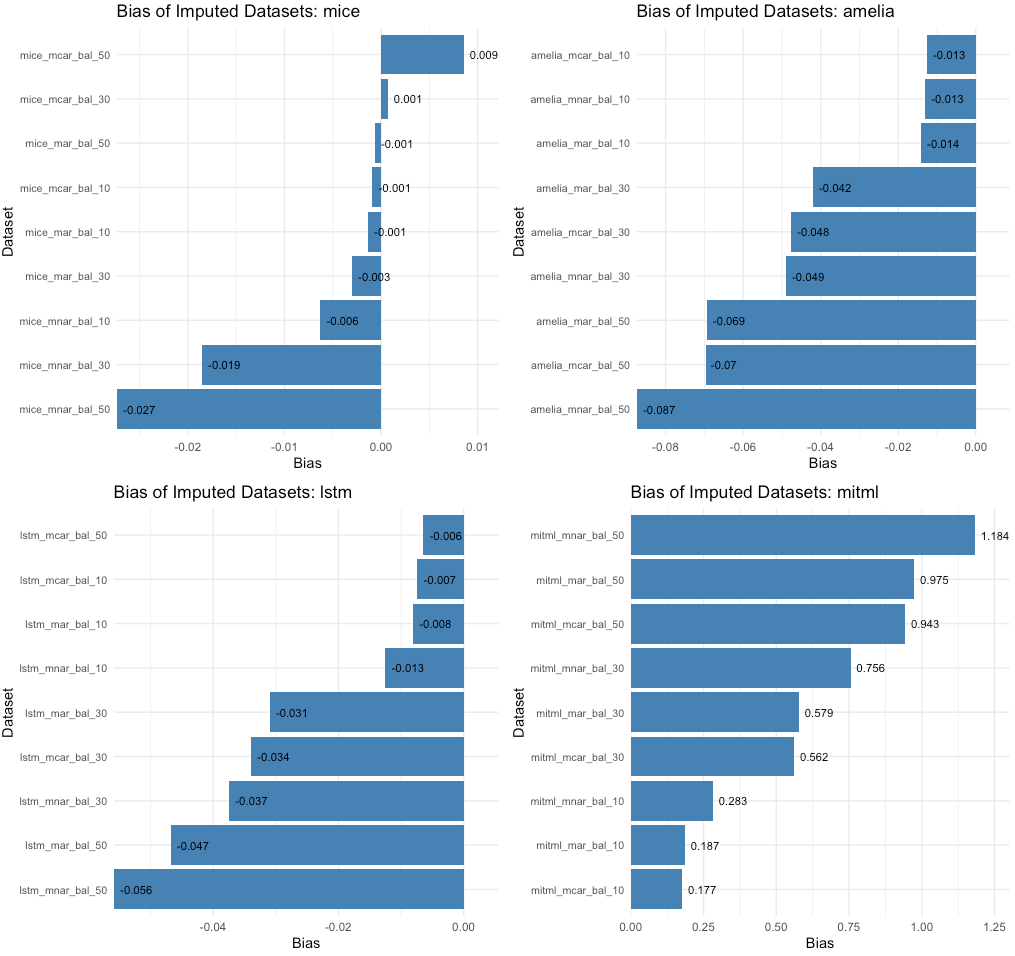 Bias of Imputed Datasets: mice
Dataset
mice_mcar_bal_50
0.009
mice_mcar_bal_30
0.001
mice_mar_bal_50
-0.001
mice_mcar_bal_10
-0.001
mice_mar_bal_10
-0.001
mice_mar_bal_30
-0.003
mice_mnar_bal_10
-0.006
mice_mnar_bal_30
-0.019
mice_mnar_bal_50
-0.027
-0.02 -0.01 0.00 0.01
Bias
Bias of Imputed Datasets: amelia
Dataset
amelia_mcar_bal_10
-0.013
amelia_mnar_bal_10
-0.013
amelia_mar_bal_10
-0.014
amelia_mar_bal_30
-0.042
amelia_mcar_bal_30
-0.048
amelia_mnar_bal_30
-0.049
amelia_mar_bal_50
-0.069
amelia_mcar_bal_50
-0.07
amelia_mnar_bal_50
-0.087
-0.08 -0.06 -0.04 -0.02 0.00
Bias
Bias of Imputed Datasets: lstm
Dataset
lstm_mcar_bal_50
-0.006
lstm_mcar_bal_10
-0.007
lstm_mar_bal_10
-0.008
lstm_mnar_bal_10
-0.013
lstm_mar_bal_30
-0.031
lstm_mcar_bal_30
-0.034
lstm_mnar_bal_30
-0.037
lstm_mar_bal_50
-0.047
lstm_mnar_bal_50
-0.056
-0.04 -0.02 0.00
Bias
Bias of Imputed Datasets: mitml
Dataset
mitml_mnar_bal_50
1.184
mitml_mar_bal_50
0.975
mitml_mcar_bal_50
0.943
mitml_mnar_bal_30
0.756
mitml_mar_bal_30
0.579
mitml_mcar_bal_30
0.562
mitml_mnar_bal_10
0.283
mitml_mar_bal_10
0.187
mitml_mcar_bal_10
0.177
0.00 0.25 0.50 0.75 1.00 1.25
Bias